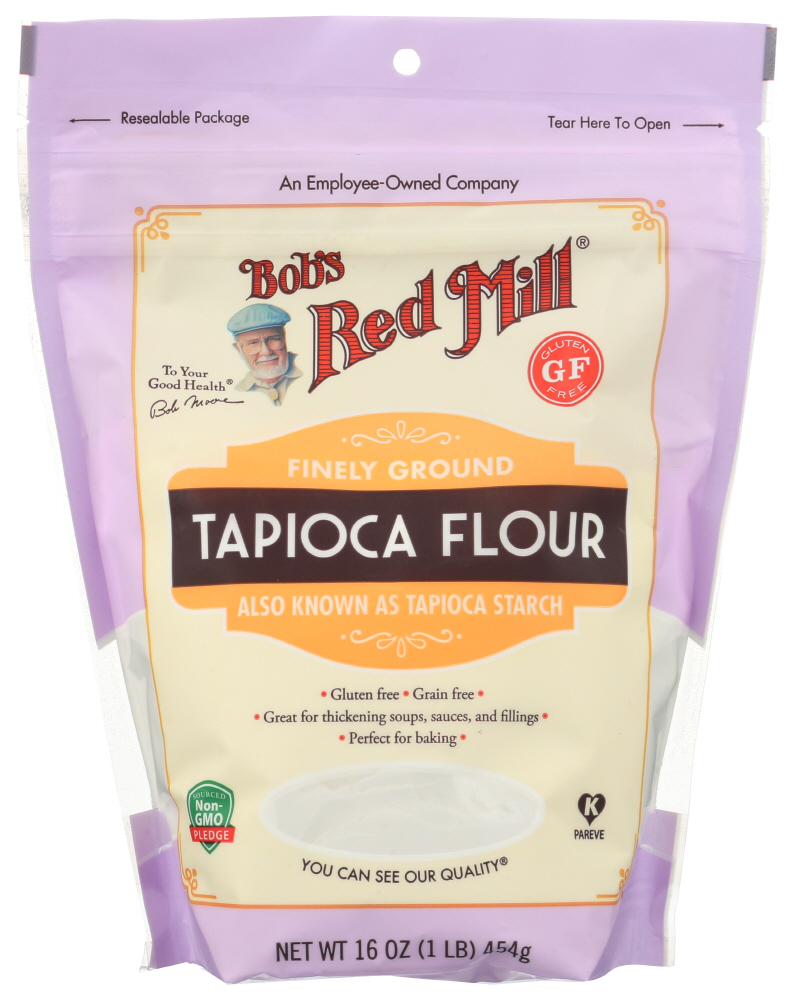 Resealable Package
Tear Here To Open
An Employee-Owned Company
Bob's
Red Mill®
To Your
Good Health®
Bob Moore
GLUTEN
GF
FREE
FINELY GROUND
TAPIOCA FLOUR
ALSO KNOWN AS TAPIOCA STARCH
• Gluten free • Grain free •
• Great for thickening soups, sauces, and fillings •
• Perfect for baking •
SOURCED
Non-
GMO
PLEDGE
K
PAREVE
YOU CAN SEE OUR QUALITY®
NET WT 16 OZ (1 LB) 454g